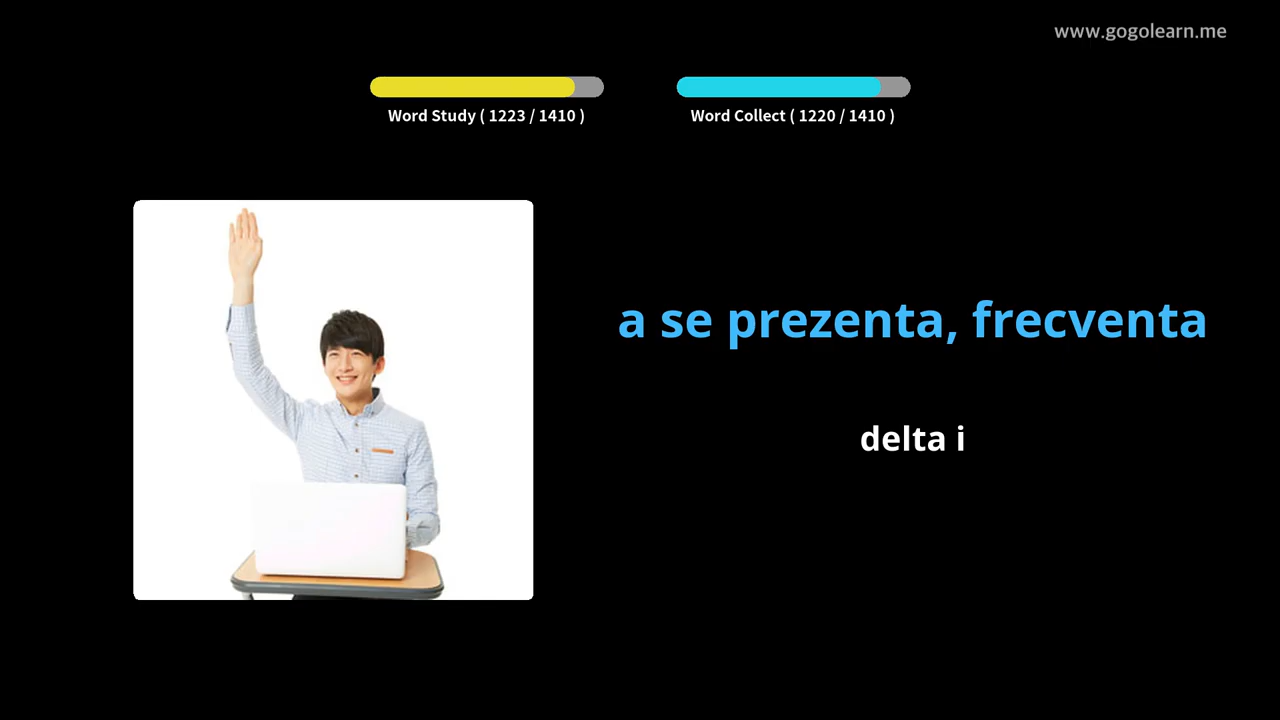 www.gogolearn.me
Word Study ( 1223 / 1410 )
Word Collect ( 1220 / 1410 )
a se prezenta, frecventa
delta i